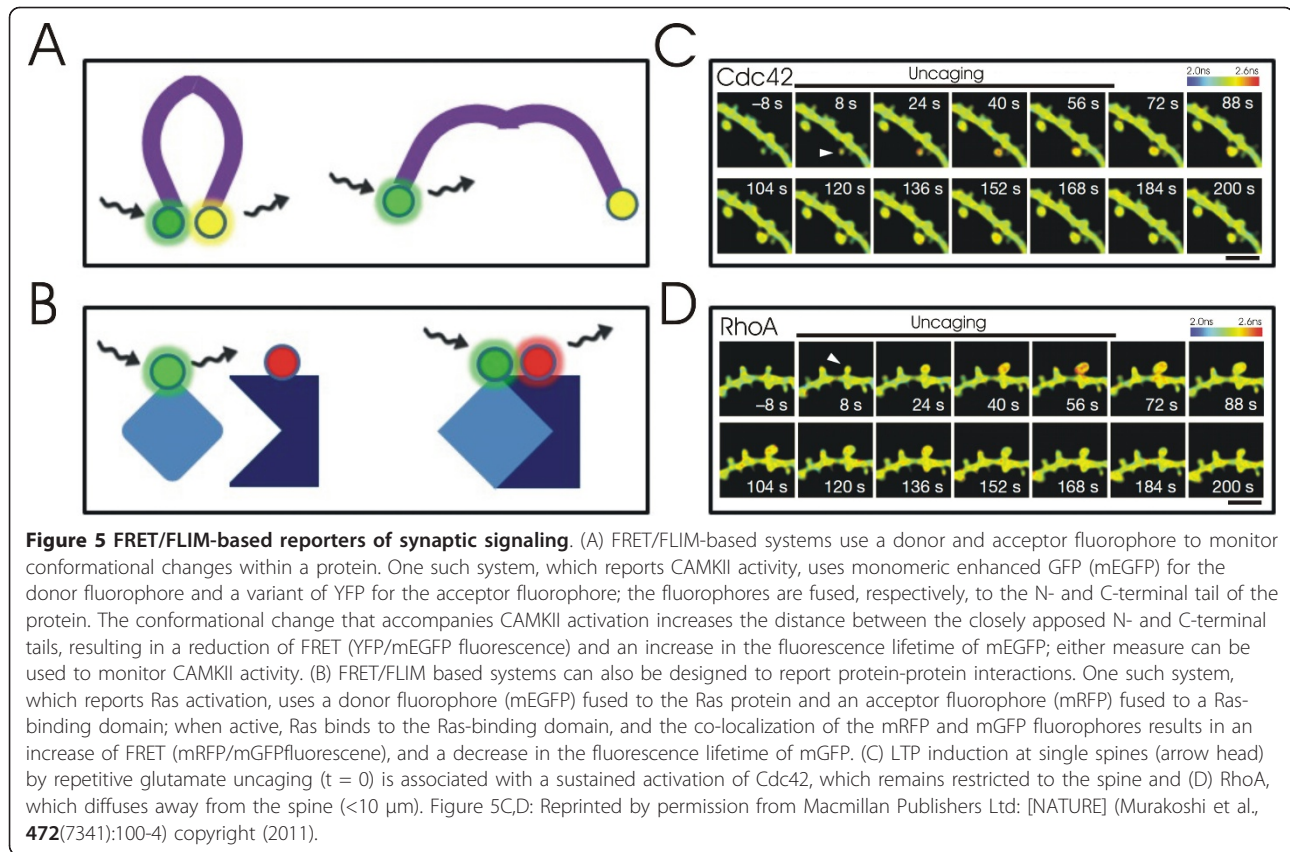 A
B
C
Cdc42
Uncaging
2.0ns 2.6ns
–8 s 8 s 24 s 40 s 56 s 72 s 88 s
104 s 120 s 136 s 152 s 168 s 184 s 200 s
D
RhoA
Uncaging
2.0ns 2.6ns
–8 s 8 s 24 s 40 s 56 s 72 s 88 s
104 s 120 s 136 s 152 s 168 s 184 s 200 s
Figure 5 FRET/FLIM-based reporters of synaptic signaling. (A) FRET/FLIM-based systems use a donor and acceptor fluorophore to monitor
conformational changes within a protein. One such system, which reports CAMKII activity, uses monomeric enhanced GFP (mEGFP) for the
donor fluorophore and a variant of YFP for the acceptor fluorophore; the fluorophores are fused, respectively, to the N- and C-terminal tail of the
protein. The conformational change that accompanies CAMKII activation increases the distance between the closely apposed N- and C-terminal
tails, resulting in a reduction of FRET (YFP/mEGFP fluorescence) and an increase in the fluorescence lifetime of mEGFP; either measure can be
used to monitor CAMKII activity. (B) FRET/FLIM based systems can also be designed to report protein-protein interactions. One such system,
which reports Ras activation, uses a donor fluorophore (mEGFP) fused to the Ras protein and an acceptor fluorophore (mRFP) fused to a Ras-
binding domain; when active, Ras binds to the Ras-binding domain, and the co-localization of the mRFP and mGFP fluorophores results in an
increase of FRET (mRFP/mGFPfluorescene), and a decrease in the fluorescence lifetime of mGFP. (C) LTP induction at single spines (arrow head)
by repetitive glutamate uncaging (t = 0) is associated with a sustained activation of Cdc42, which remains restricted to the spine and (D) RhoA,
which diffuses away from the spine (<10 μm). Figure 5C,D: Reprinted by permission from Macmillan Publishers Ltd: [NATURE] (Murakoshi et al.,
472(7341):100-4) copyright (2011).